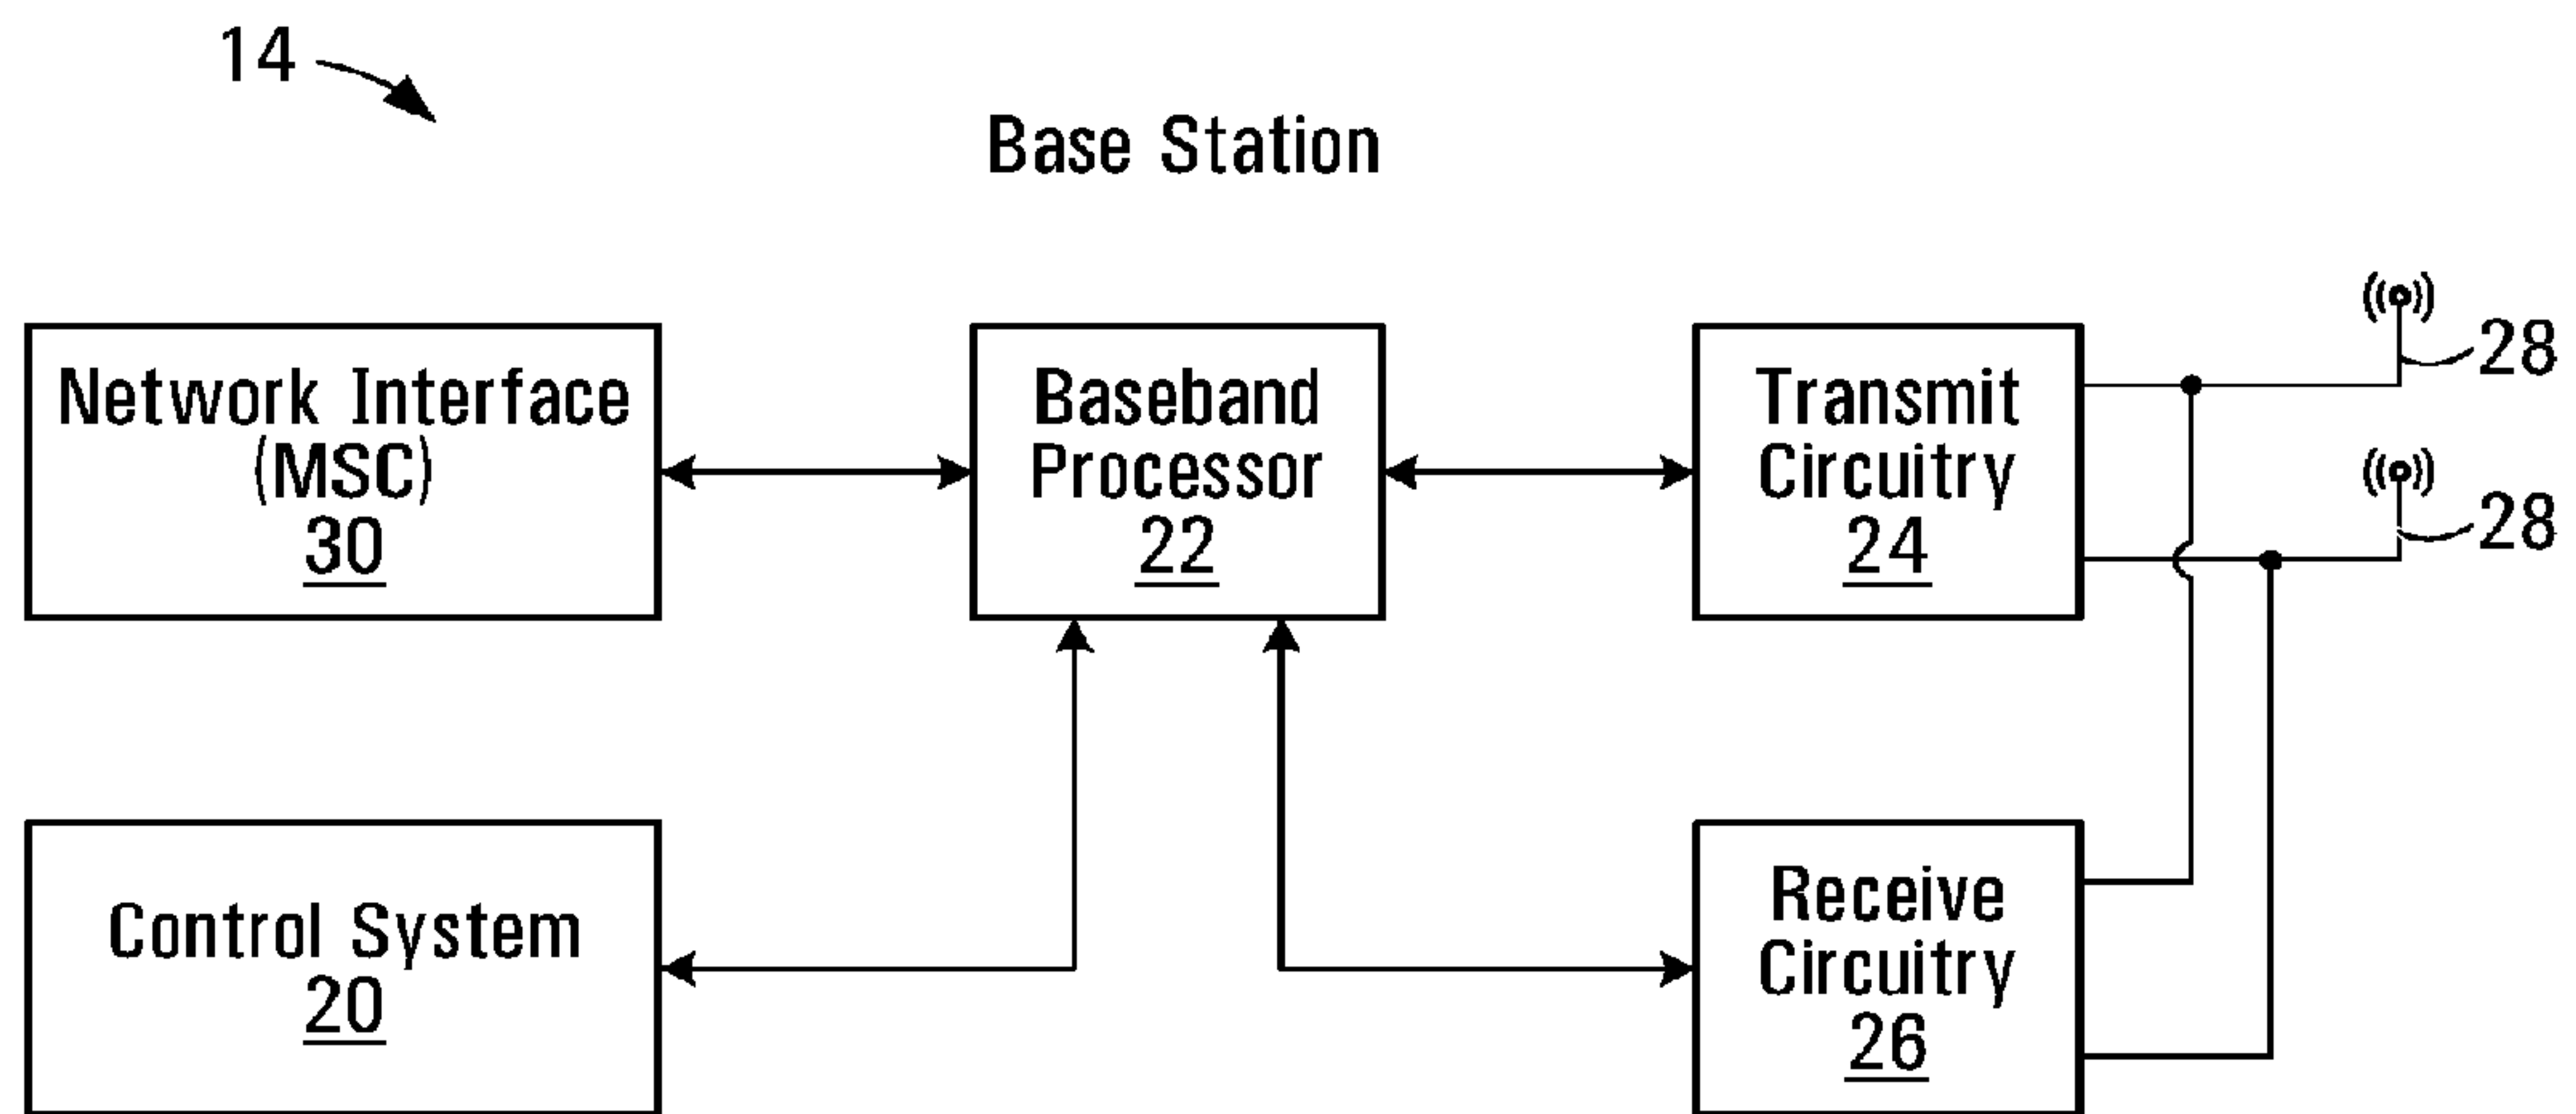 14
Base Station
Network Interface
(MSC)
30
Baseband
Processor
22
Transmit
Circuitry
24
28
28
Control System
20
Receive
Circuitry
26